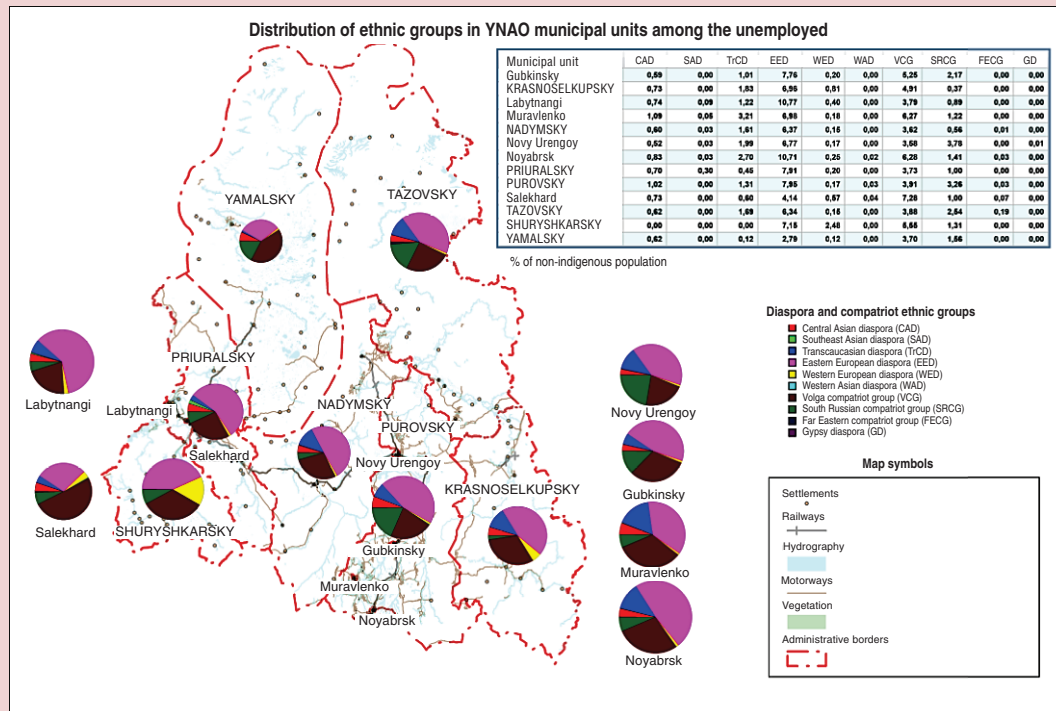 Distribution of ethnic groups in YNAO municipal units among the unemployed
Municipal unit CAD SAD TrCD EED WED WAD VCG SRCG FECG GD
Gubkinsky 0,59 0,00 1,01 7,76 0,20 0,00 5,25 2,17 0,00 0,00
KRASNOSELKUPSKY 0,73 0,00 1,83 6,95 0,81 0,00 4,91 0,37 0,00 0,00
Labytnangi 0,74 0,09 1,22 10,77 0,40 0,00 3,79 0,89 0,00 0,00
Muravlenko 1,09 0,05 3,21 6,98 0,18 0,00 6,27 1,22 0,00 0,00
NADYMSKY 0,60 0,03 1,61 6,37 0,15 0,00 3,62 0,56 0,01 0,00
Novy Urengoy 0,52 0,03 1,99 6,77 0,17 0,00 3,58 3,78 0,00 0,01
Noyabrsk 0,83 0,03 2,70 10,71 0,25 0,02 6,28 1,41 0,03 0,00
PRIURALSKY 0,70 0,30 0,45 7,91 0,20 0,00 3,73 1,00 0,00 0,00
PUROVSKY 1,02 0,00 1,31 7,95 0,17 0,03 3,91 3,26 0,03 0,00
Salekhard 0,73 0,00 0,60 4,14 0,57 0,04 7,28 1,00 0,07 0,00
TAZOVSKY 0,62 0,00 1,59 6,34 0,15 0,00 3,88 2,54 0,19 0,00
SHURYSHKARSKY 0,00 0,00 0,00 7,15 2,48 0,00 5,55 1,31 0,00 0,00
YAMALSKY 0,62 0,00 0,12 2,79 0,12 0,00 3,70 1,56 0,00 0,00
% of non-indigenous population
YAMALSKY
TAZOVSKY
PRIURALSKY
Labytnangi
Labytnangi
Salekhard
NADYMSKY
PUROVSKY
Novy Urengoy
Salekhard
SHURYSHKARSKY
KRASNOSELKUPSKY
Gubkinsky
Muravlenko
Noyabrsk
Novy Urengoy
Gubkinsky
Muravlenko
Noyabrsk
Diaspora and compatriot ethnic groups
Central Asian diaspora (CAD)
Southeast Asian diaspora (SAD)
Transcaucasian diaspora (TrCD)
Eastern European diaspora (EED)
Western European diaspora (WED)
Western Asian diaspora (WAD)
Volga compatriot group (VCG)
South Russian compatriot group (SRCG)
Far Eastern compatriot group (FECG)
Gypsy diaspora (GD)
Map symbols
Settlements
Railways
Hydrography
Motorways
Vegetation
Administrative borders